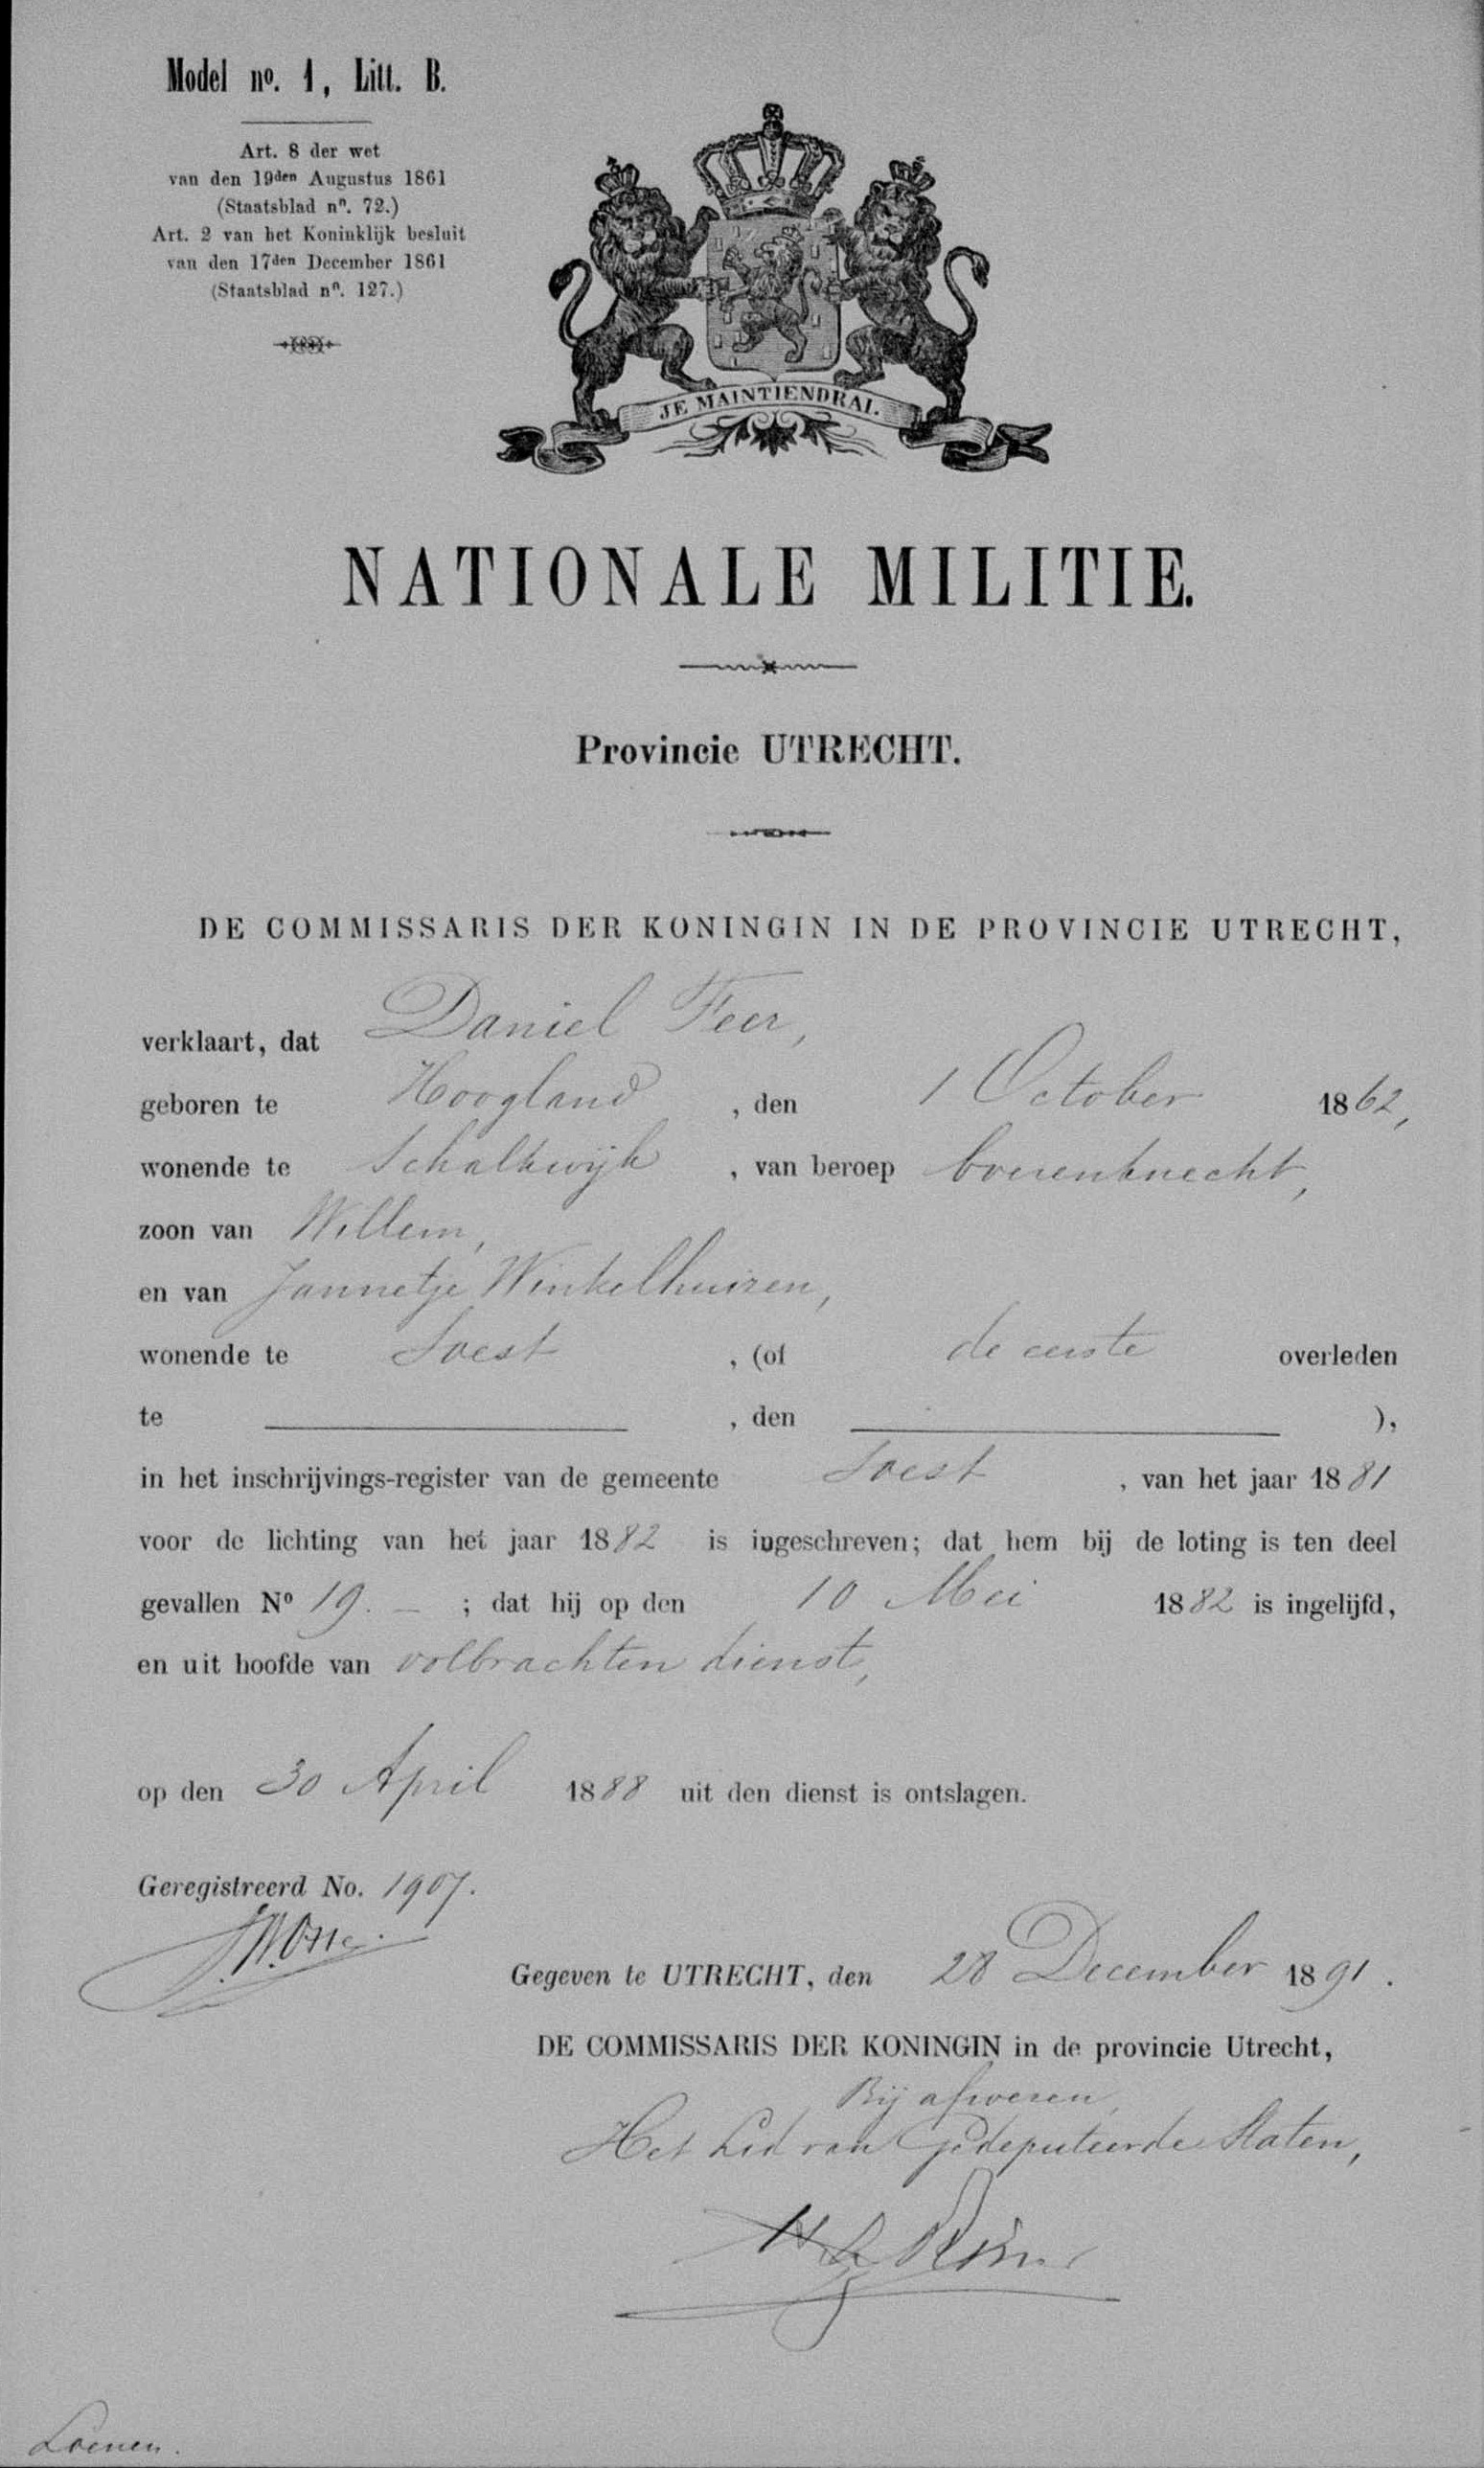 Model no. 1, Litt. B.
Art. 8 der wet
van den 19den Augustus 1861
(Staatsblad no. 72.)
Art. 2 van het Koninklijk besluit
van den 17den December 1861
(Staatsblad no. 127.)
JE MAINTIENDRAI.
NATIONALE MILITIE.
Provincie UTRECHT.
DE COMMISSARIS DER KONINGIN IN DE PROVINCIE UTRECHT,
verklaart, dat Daniel Feer,
geboren te Hoogland, den 1 October 1862,
wonende te Schalkwijk, van beroep boerenknecht,
zoon van Willem,
en van Jannetje Winkelhuizen,
wonende te Soest, (of de eerste overleden
te , den ),
in het inschrijvings-register van de gemeente Soest, van het jaar 1881
voor de lichting van het jaar 1882 is ingeschreven; dat hem bij de loting is ten deel
gevallen No 19. – ; dat hij op den 10 Mei 1882 is ingelijfd,
en uit hoofde van volbrachten dienst,
op den 30 April 1888 uit den dienst is ontslagen.
Geregistreerd No. 1907.
Gegeven te UTRECHT, den 28 December 1891.
DE COMMISSARIS DER KONINGIN in de provincie Utrecht,
Bij afwezen,
Het Lid van Gedeputeerde Staten,
Loenen.